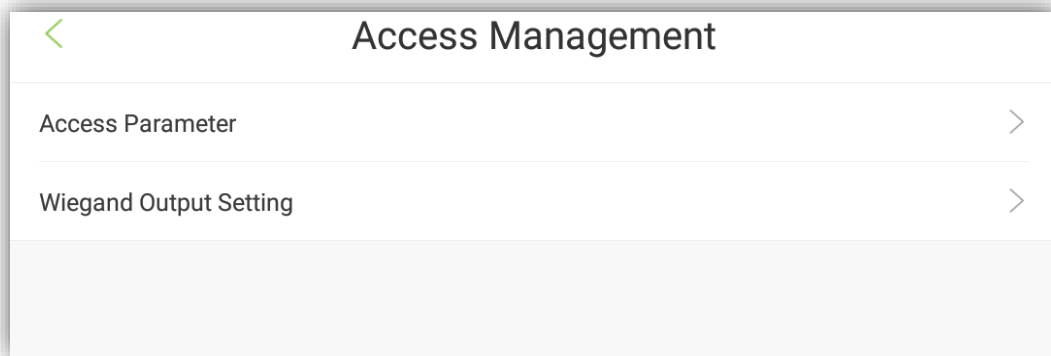 Access Management
Access Parameter
Wiegand Output Setting